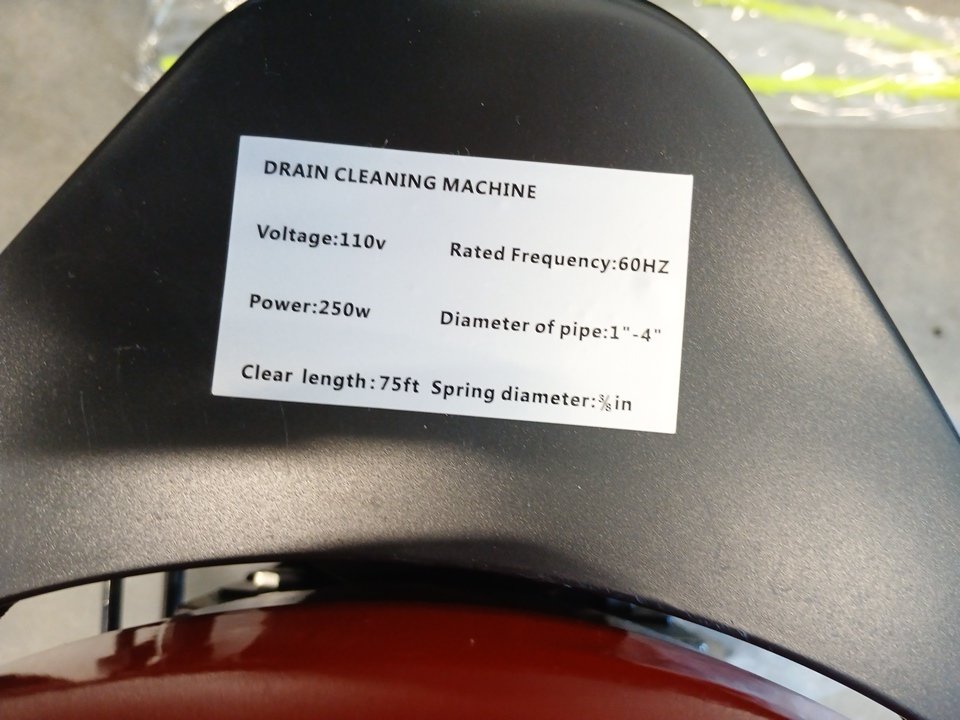 DRAIN CLEANING MACHINE
Voltage:110v Rated Frequency:60HZ
Power:250w Diameter of pipe:1"-4"
Clear length:75ft Spring diameter:⅜in